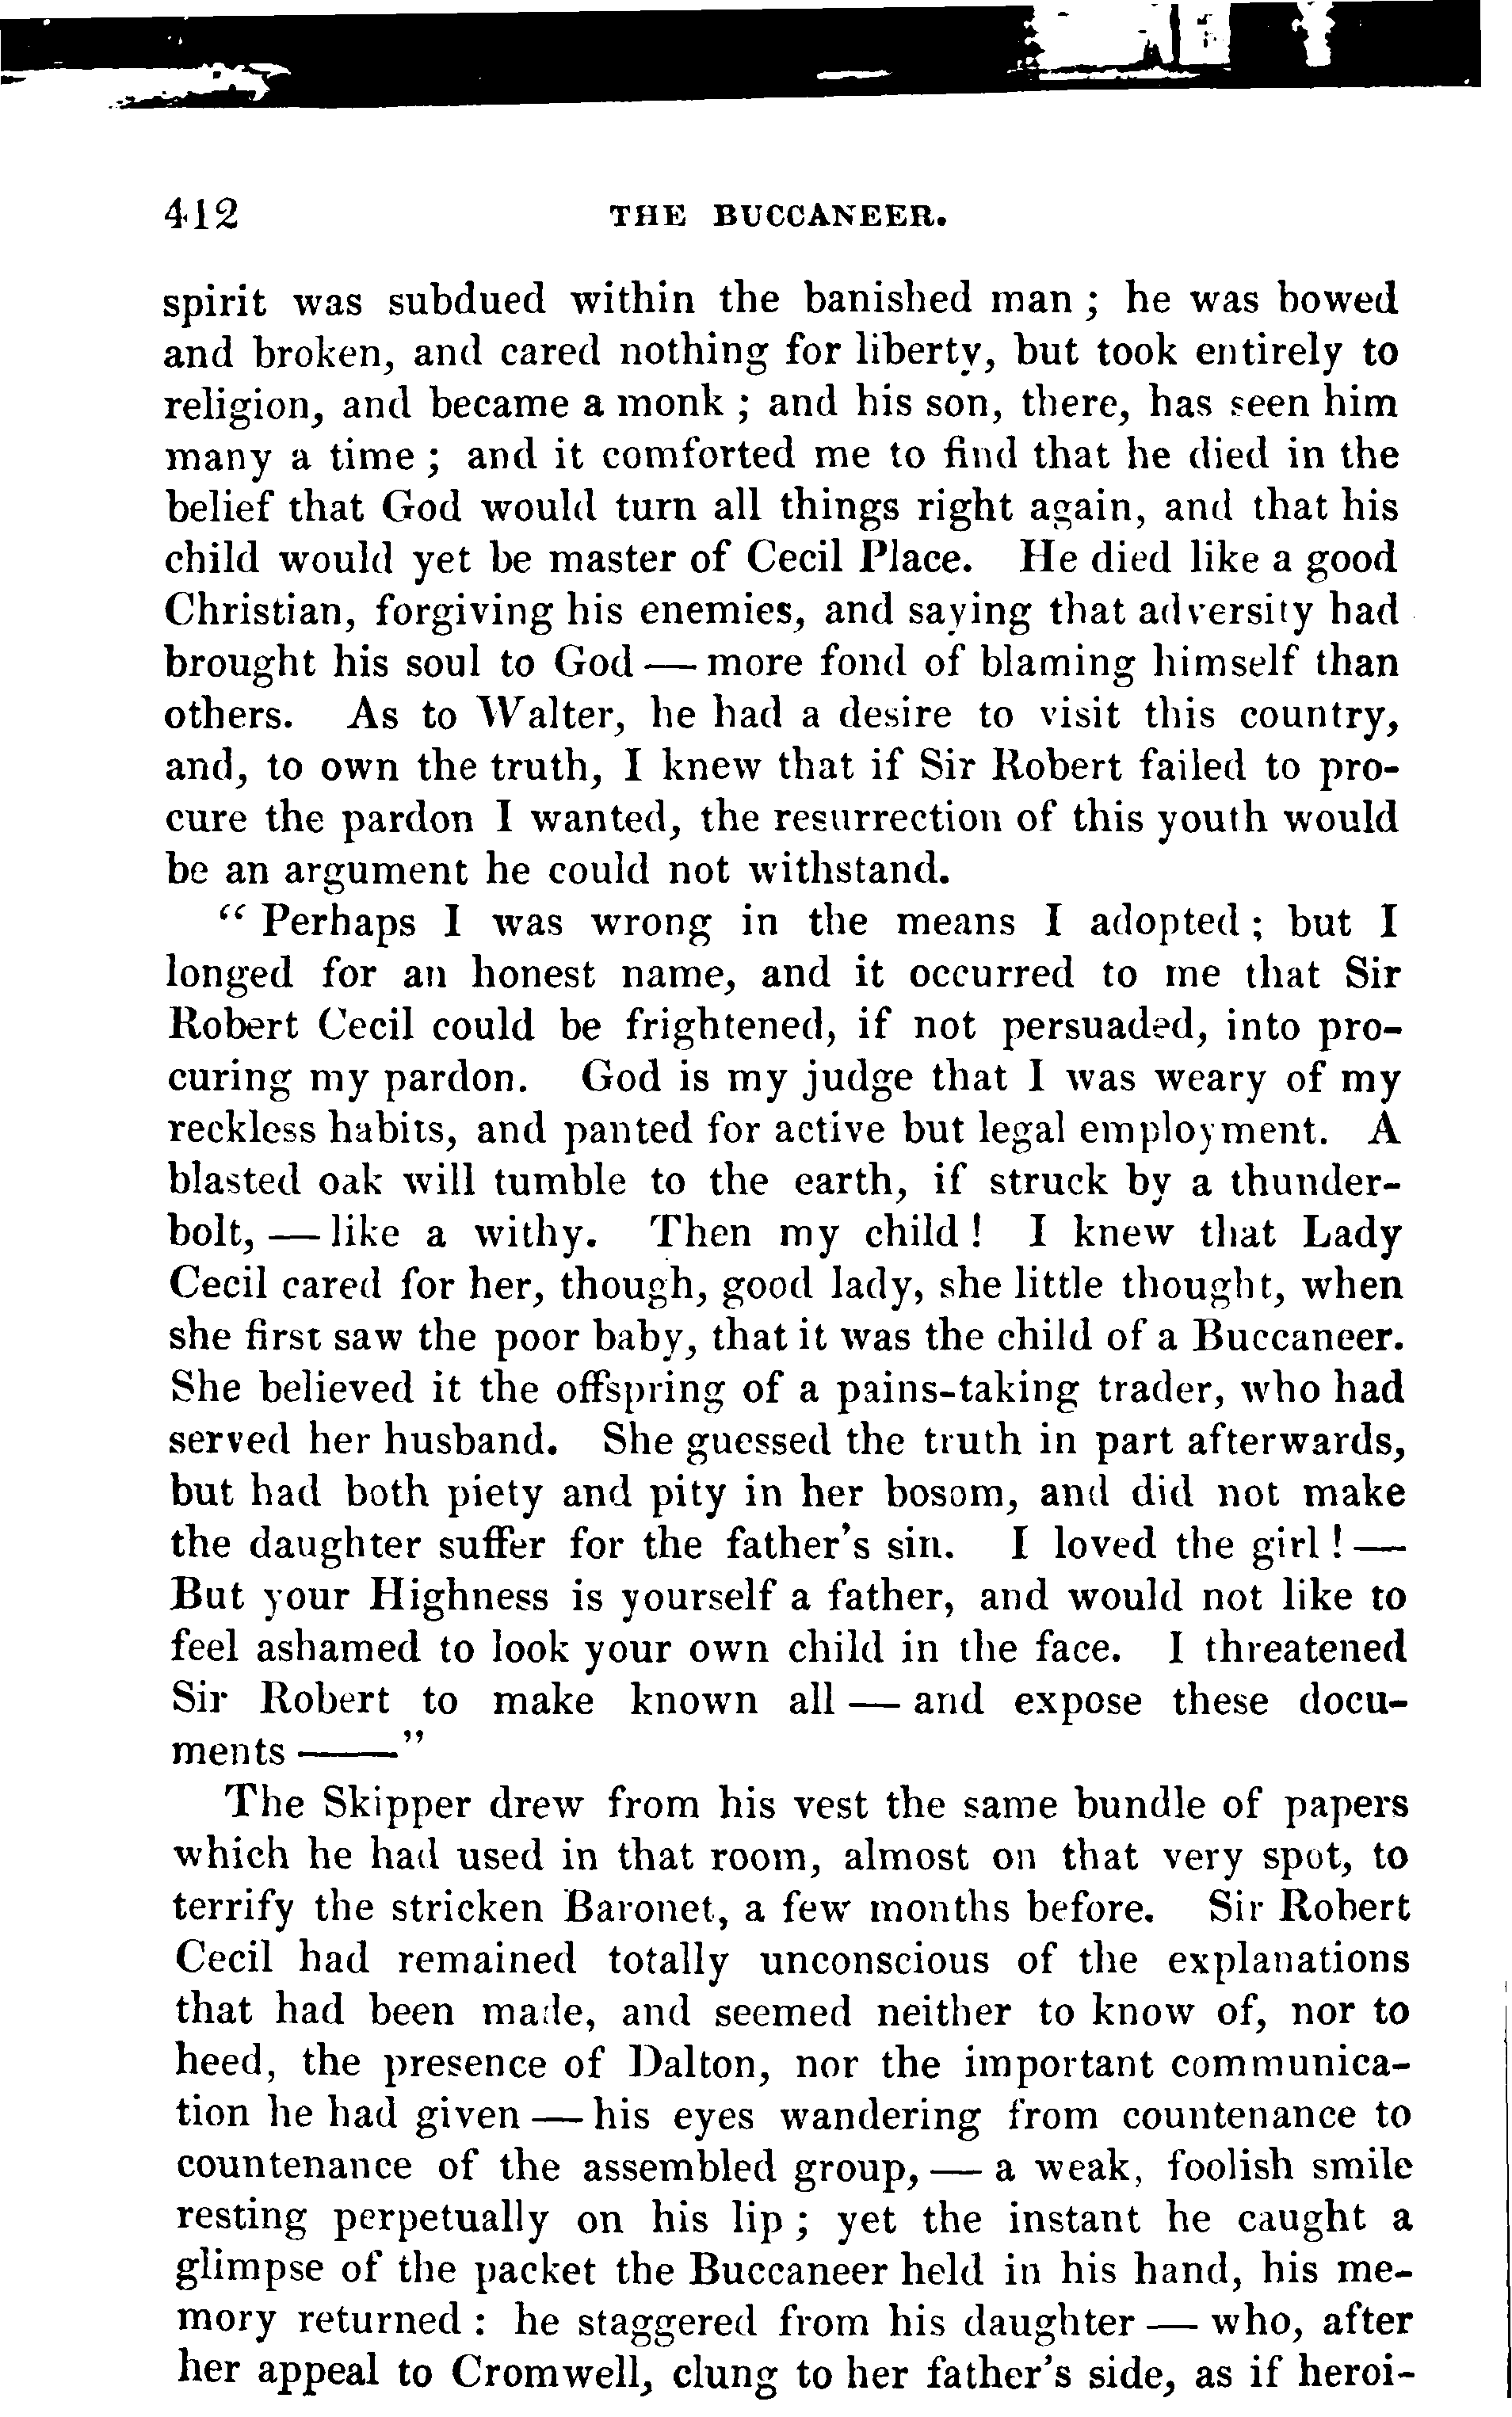 412 THE BUCCANEER.
spirit was subdued within the banished man ; he was bowed
and broken, and cared nothing for liberty, but took entirely to
religion, and became a monk ; and his son, there, has seen him
many a time ; and it comforted me to find that he died in the
belief that God would turn all things right again, and that his
child would yet be master of Cecil Place. He died like a good
Christian, forgiving his enemies, and saying that adversity had
brought his soul to God — more fond of blaming himself than
others. As to Walter, he had a desire to visit this country,
and, to own the truth, I knew that if Sir Robert failed to pro-
cure the pardon I wanted, the resurrection of this youth would
be an argument he could not withstand.
“ Perhaps I was wrong in the means I adopted ; but I
longed for an honest name, and it occurred to me that Sir
Robert Cecil could be frightened, if not persuaded, into pro-
curing my pardon. God is my judge that I was weary of my
reckless habits, and panted for active but legal employment. A
blasted oak will tumble to the earth, if struck by a thunder-
bolt, — like a withy. Then my child ! I knew that Lady
Cecil cared for her, though, good lady, she little thought, when
she first saw the poor baby, that it was the child of a Buccaneer.
She believed it the offspring of a pains-taking trader, who had
served her husband. She guessed the truth in part afterwards,
but had both piety and pity in her bosom, and did not make
the daughter suffer for the father's sin. I loved the girl ! —
But your Highness is yourself a father, and would not like to
feel ashamed to look your own child in the face. I threatened
Sir Robert to make known all — and expose these docu-
ments ——”
The Skipper drew from his vest the same bundle of papers
which he had used in that room, almost on that very spot, to
terrify the stricken Baronet, a few months before. Sir Robert
Cecil had remained totally unconscious of the explanations
that had been made, and seemed neither to know of, nor to
heed, the presence of Dalton, nor the important communica-
tion he had given — his eyes wandering from countenance to
countenance of the assembled group, — a weak, foolish smile
resting perpetually on his lip ; yet the instant he caught a
glimpse of the packet the Buccaneer held in his hand, his me-
mory returned : he staggered from his daughter — who, after
her appeal to Cromwell, clung to her father's side, as if heroi-